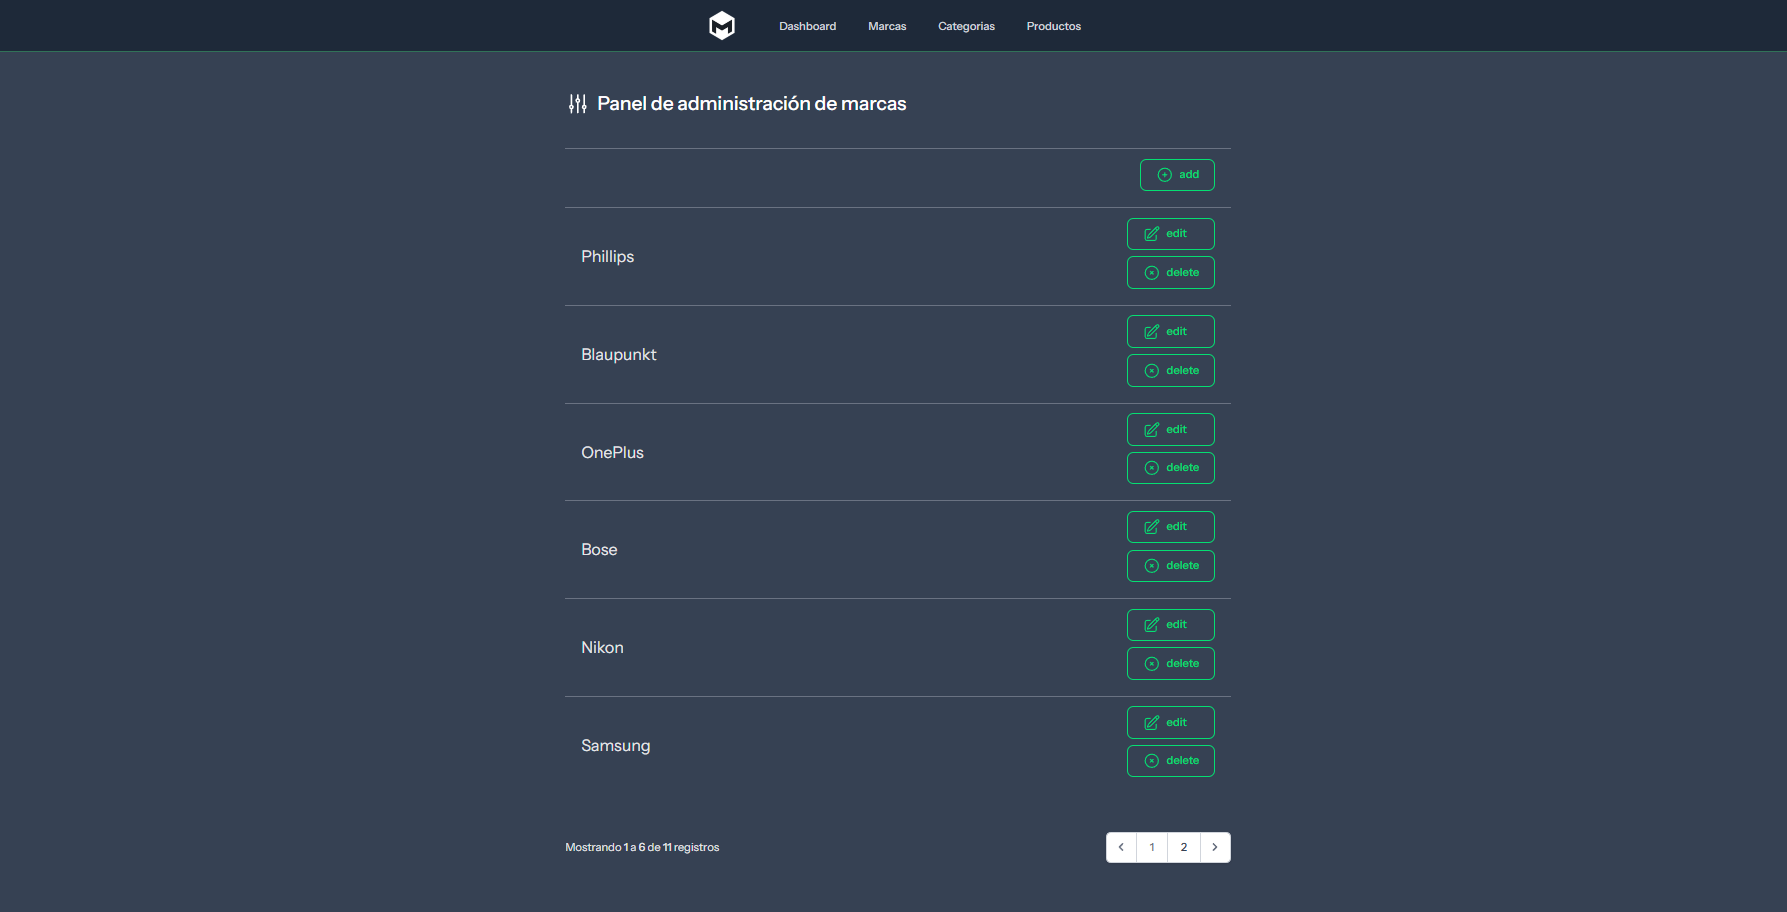 Dashboard Marcas Categorias Productos
Panel de administración de marcas
add
edit
Phillips
delete
edit
Blaupunkt
delete
edit
OnePlus
delete
edit
Bose
delete
edit
Nikon
delete
edit
Samsung
delete
Mostrando 1 a 6 de 11 registros
1 2